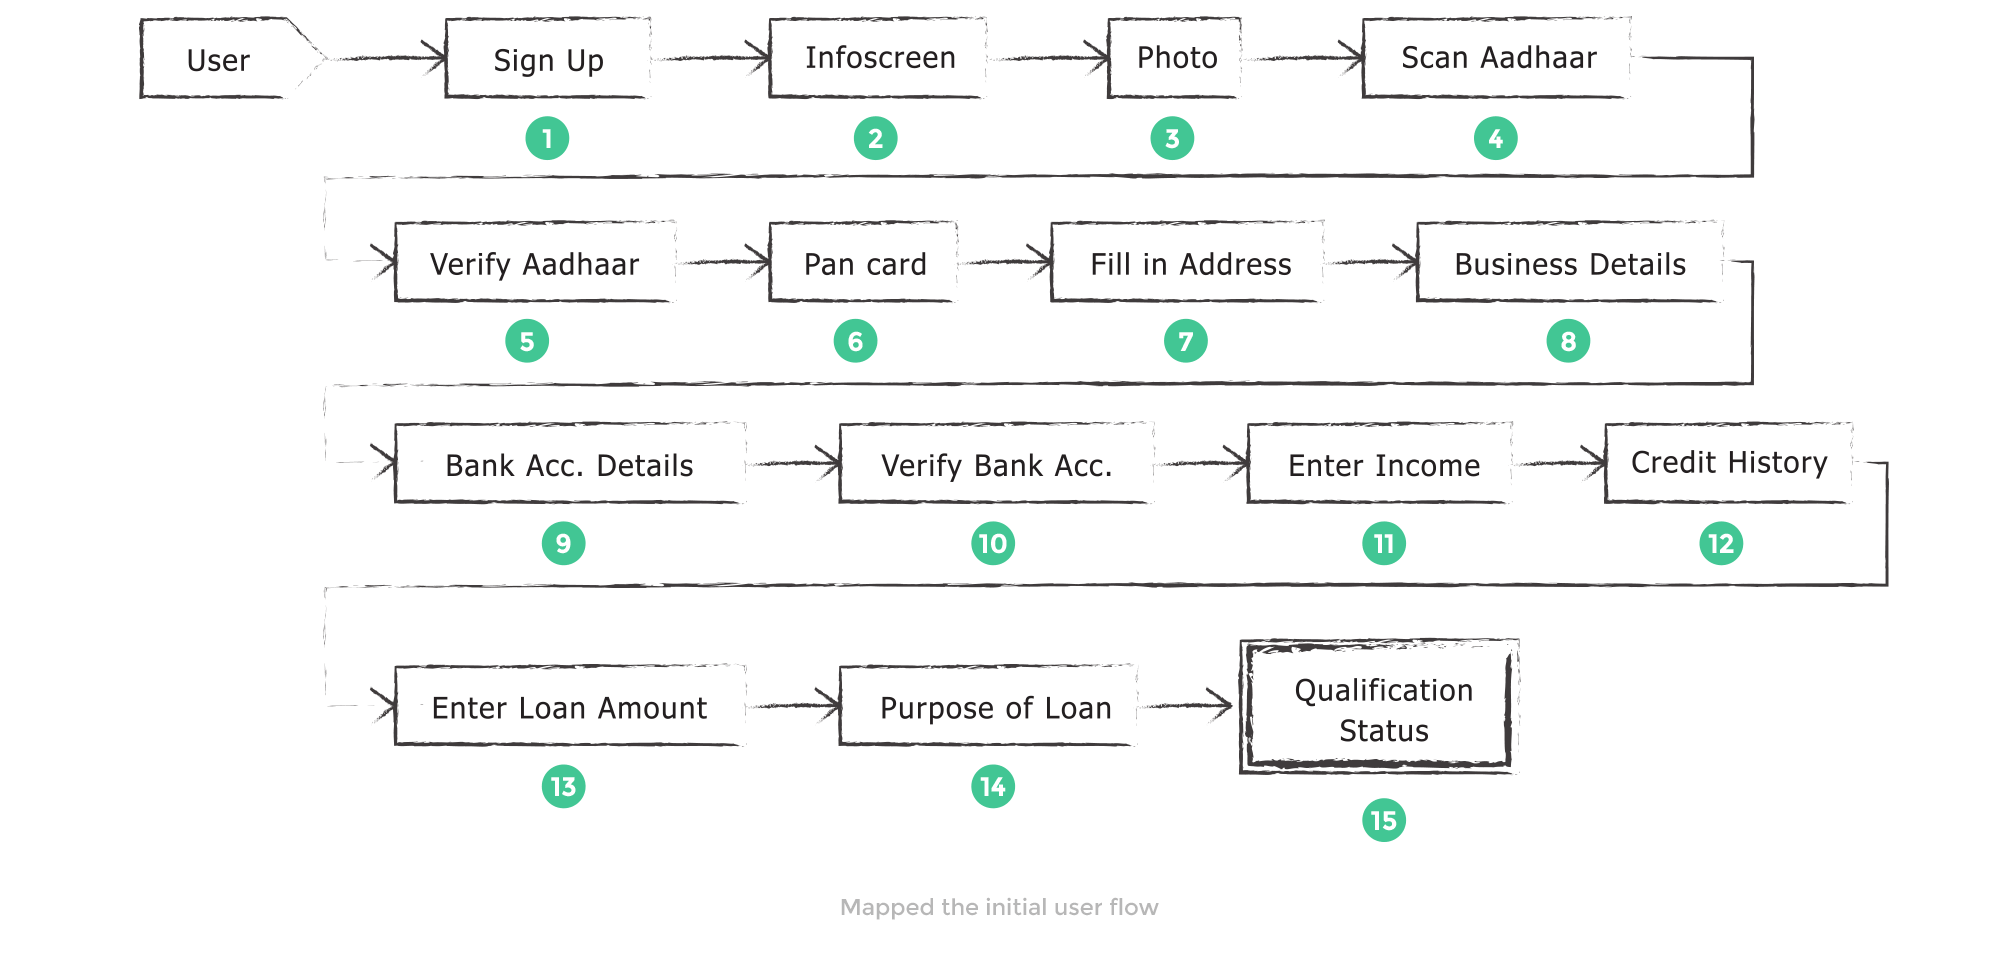 User
Sign Up
Infoscreen
Photo
Scan Aadhaar
1
2
3
4
Verify Aadhaar
Pan card
Fill in Address
Business Details
5
6
7
8
Bank Acc. Details
Verify Bank Acc.
Enter Income
Credit History
9
10
11
12
Enter Loan Amount
Purpose of Loan
Qualification
Status
13
14
15
Mapped the initial user flow